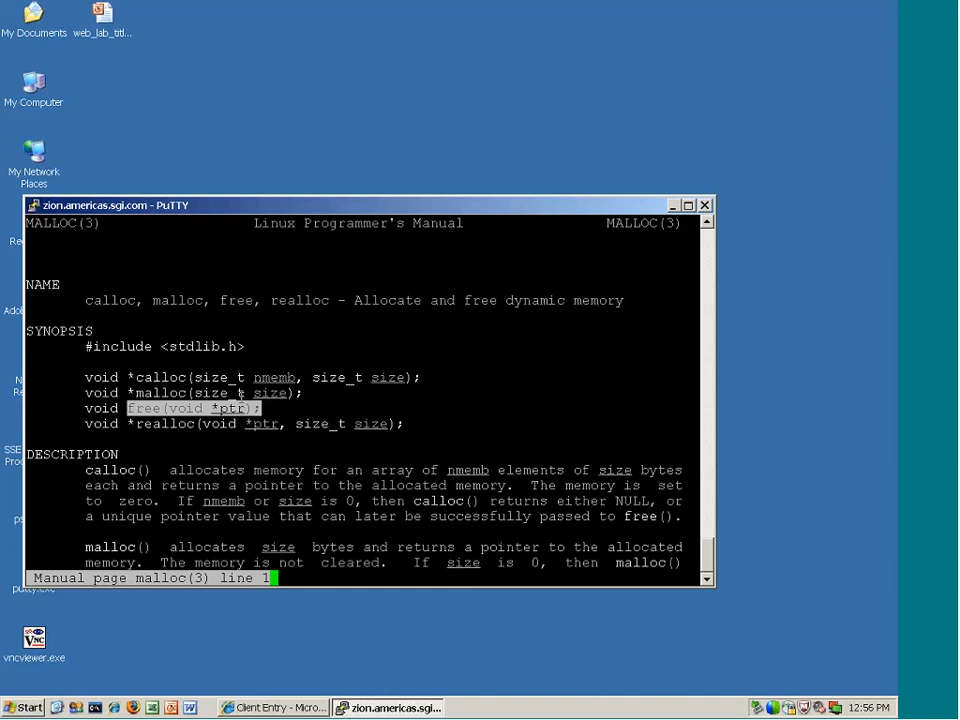 My Documents
web_lab_titl...
My Computer
My Network
Places
zion.americas.sgi.com - PuTTY
MALLOC(3) Linux Programmer's Manual MALLOC(3)
NAME
calloc, malloc, free, realloc - Allocate and free dynamic memory
SYNOPSIS
#include <stdlib.h>
void *calloc(size_t nmemb, size_t size);
void *malloc(size_t size);
void free(void *ptr);
void *realloc(void *ptr, size_t size);
DESCRIPTION
calloc() allocates memory for an array of nmemb elements of size bytes
each and returns a pointer to the allocated memory. The memory is set
to zero. If nmemb or size is 0, then calloc() returns either NULL, or
a unique pointer value that can later be successfully passed to free().
malloc() allocates size bytes and returns a pointer to the allocated
memory. The memory is not cleared. If size is 0, then malloc()
Manual page malloc(3) line 1
putty.exe
VNC
vncviewer.exe
Start
Client Entry - Micro...
zion.americas.sgi...
12:56 PM